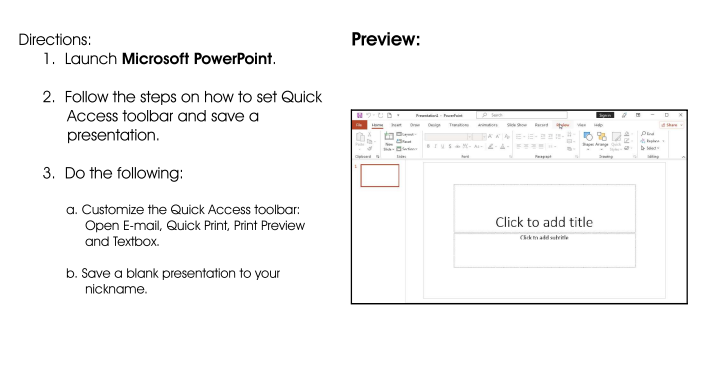 Directions:
1. Launch Microsoft PowerPoint.
2. Follow the steps on how to set Quick
Access toolbar and save a
presentation.
3. Do the following:
a. Customize the Quick Access toolbar:
Open E-mail, Quick Print, Print Preview
and Textbox.
b. Save a blank presentation to your
nickname.
Preview:
Presentation1 - PowerPoint
Search
Sign in
File Home Insert Draw Design Transitions Animations Slide Show Record Review View Help
Share
New
Layout
Reset
Section
Shapes Arrange
Find
Replace
Select
Clipboard Slides Font Paragraph Drawing Editing
1
Click to add title
Click to add subtitle